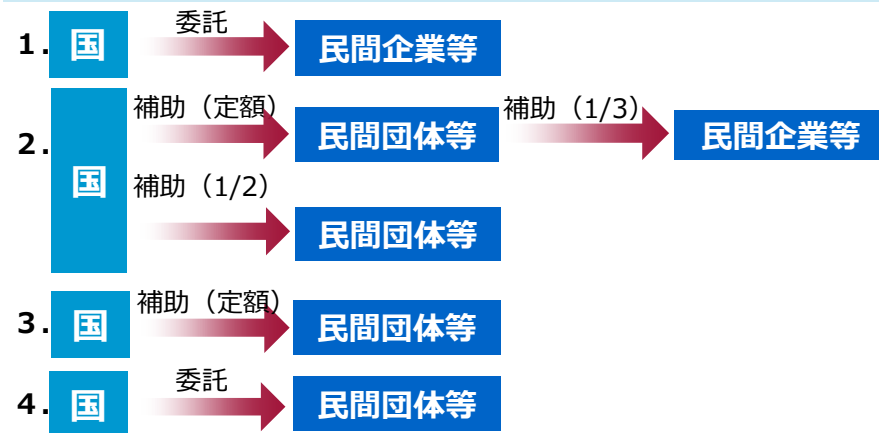 1. 国 委託 民間企業等
2. 国 補助（定額） 民間団体等 補助（1/3） 民間企業等
補助（1/2） 民間団体等
3. 国 補助（定額） 民間団体等
4. 国 委託 民間団体等